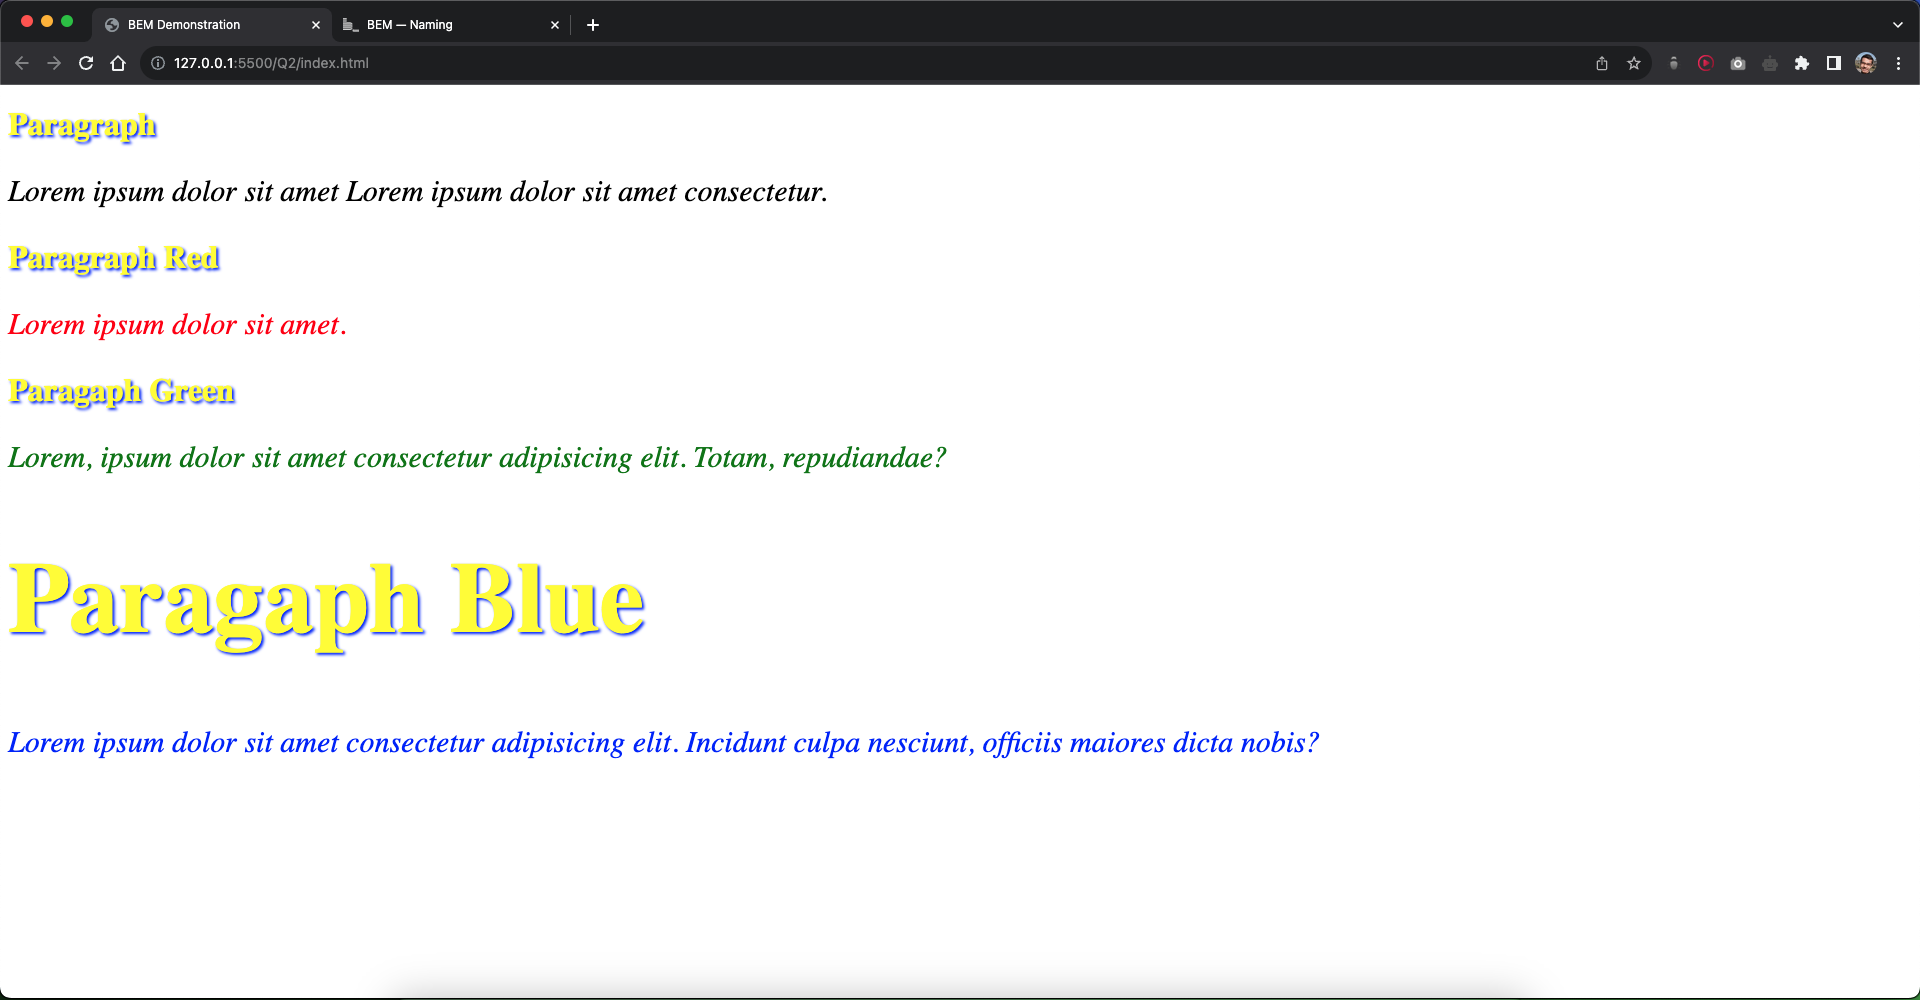 BEM Demonstration
BEM — Naming
127.0.0.1:5500/Q2/index.html
Paragraph
Lorem ipsum dolor sit amet Lorem ipsum dolor sit amet consectetur.
Paragraph Red
Lorem ipsum dolor sit amet.
Paragaph Green
Lorem, ipsum dolor sit amet consectetur adipisicing elit. Totam, repudiandae?
Paragaph Blue
Lorem ipsum dolor sit amet consectetur adipisicing elit. Incidunt culpa nesciunt, officiis maiores dicta nobis?